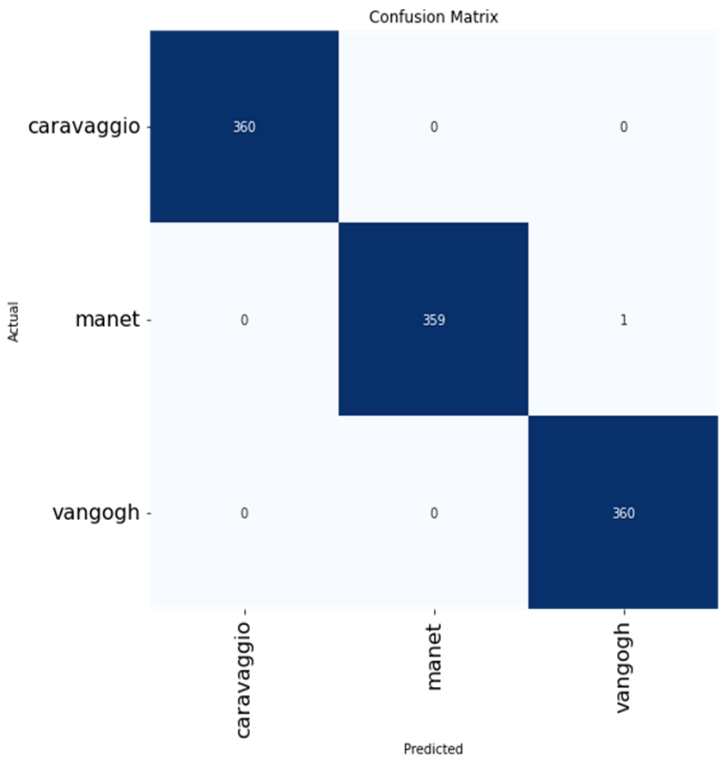 Confusion Matrix
caravaggio 360 0 0
manet 0 359 1
vangogh 0 0 360
Actual
caravaggio manet vangogh
Predicted